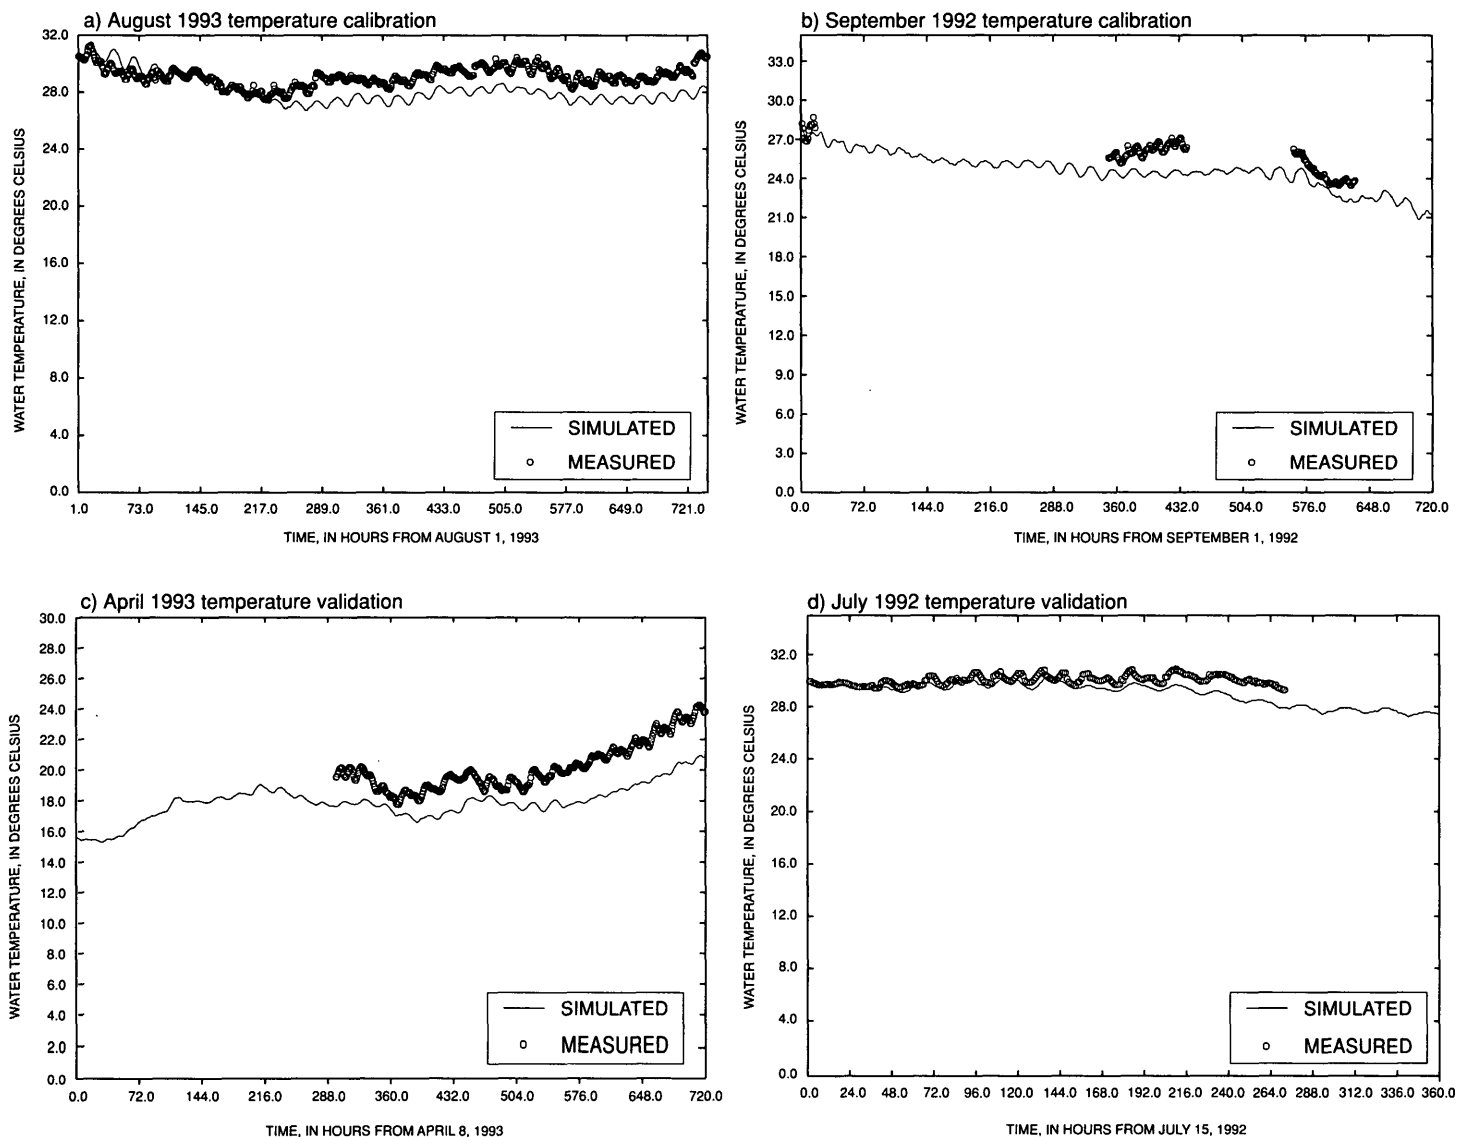 a) August 1993 temperature calibration
32.0
28.0
24.0
20.0
16.0
12.0
8.0
4.0
0.0
WATER TEMPERATURE, IN DEGREES CELSIUS
SIMULATED
MEASURED
1.0 73.0 145.0 217.0 289.0 361.0 433.0 505.0 577.0 649.0 721.0
TIME, IN HOURS FROM AUGUST 1, 1993
b) September 1992 temperature calibration
33.0
30.0
27.0
24.0
21.0
18.0
15.0
12.0
9.0
6.0
3.0
0.0
WATER TEMPERATURE, IN DEGREES CELSIUS
SIMULATED
MEASURED
0.0 72.0 144.0 216.0 288.0 360.0 432.0 504.0 576.0 648.0 720.0
TIME, IN HOURS FROM SEPTEMBER 1, 1992
c) April 1993 temperature validation
30.0
28.0
26.0
24.0
22.0
20.0
18.0
16.0
14.0
12.0
10.0
8.0
6.0
4.0
2.0
0.0
WATER TEMPERATURE, IN DEGREES CELSIUS
SIMULATED
MEASURED
0.0 72.0 144.0 216.0 288.0 360.0 432.0 504.0 576.0 648.0 720.0
TIME, IN HOURS FROM APRIL 8, 1993
d) July 1992 temperature validation
32.0
28.0
24.0
20.0
16.0
12.0
8.0
4.0
0.0
WATER TEMPERATURE, IN DEGREES CELSIUS
SIMULATED
MEASURED
0.0 24.0 48.0 72.0 96.0 120.0 144.0 168.0 192.0 216.0 240.0 264.0 288.0 312.0 336.0 360.0
TIME, IN HOURS FROM JULY 15, 1992